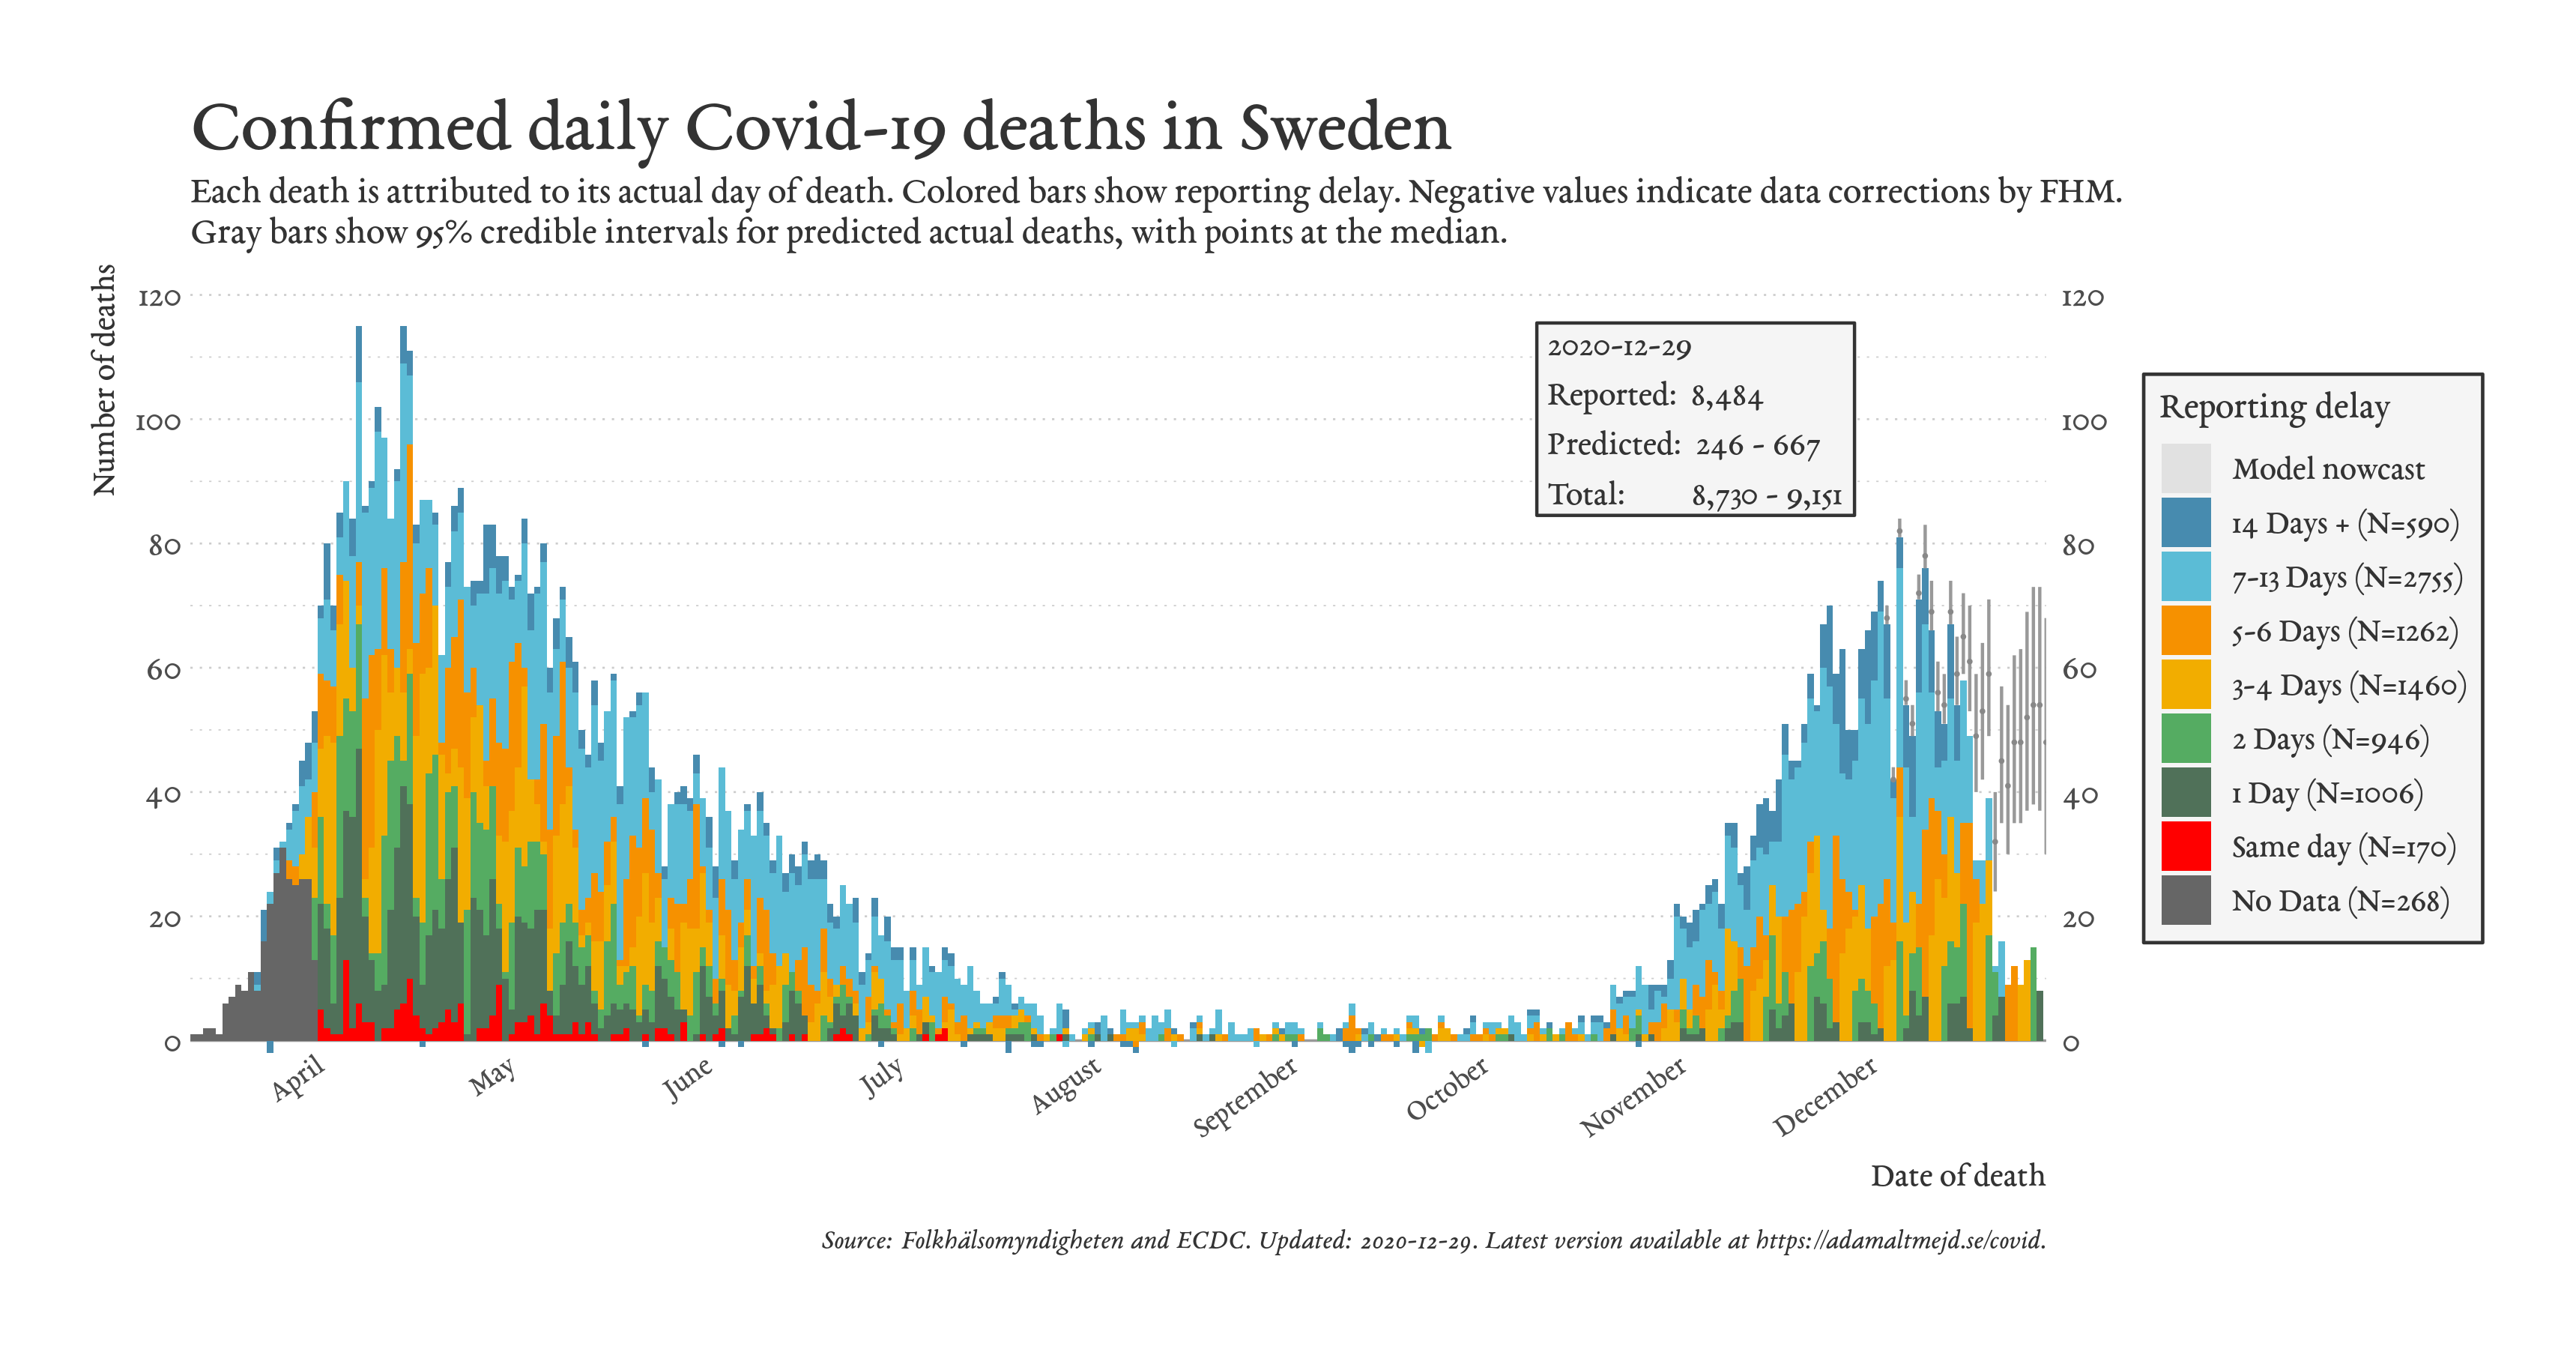 Confirmed daily Covid-19 deaths in Sweden
Each death is attributed to its actual day of death. Colored bars show reporting delay. Negative values indicate data corrections by FHM.
Gray bars show 95% credible intervals for predicted actual deaths, with points at the median.
Number of deaths
120
100
80
60
40
20
0
2020-12-29
Reported: 8,484
Predicted: 246 - 667
Total: 8,730 - 9,151
120
100
80
60
40
20
0
Reporting delay
Model nowcast
14 Days + (N=590)
7-13 Days (N=2755)
5-6 Days (N=1262)
3-4 Days (N=1460)
2 Days (N=946)
1 Day (N=1006)
Same day (N=170)
No Data (N=268)
April
May
June
July
August
September
October
November
December
Date of death
Source: Folkhälsomyndigheten and ECDC. Updated: 2020-12-29. Latest version available at https://adamaltmejd.se/covid.